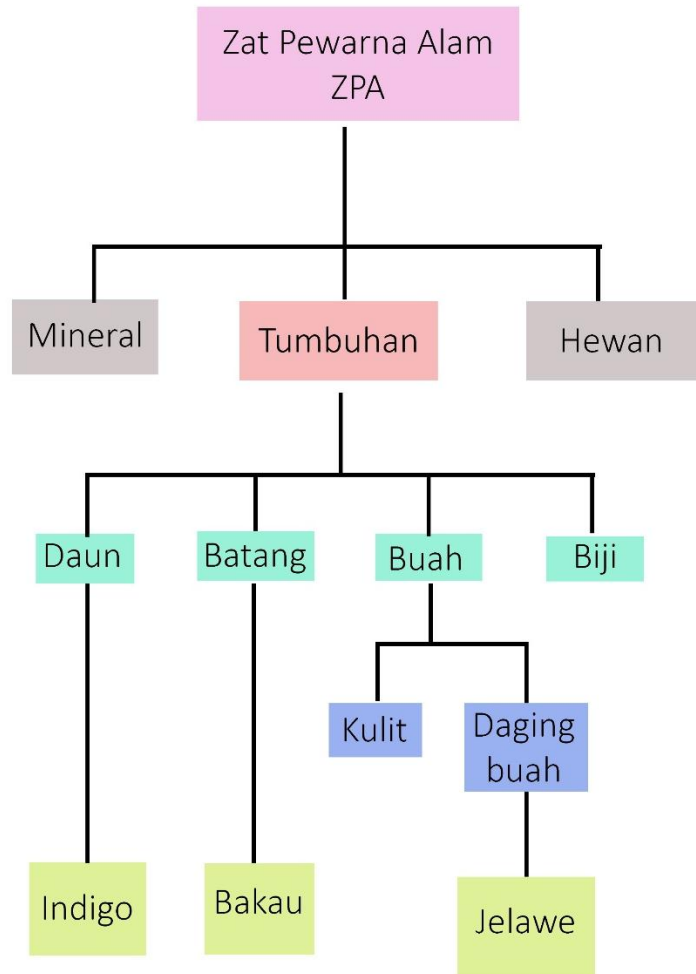 Zat Pewarna Alam
ZPA
Mineral
Tumbuhan
Hewan
Daun
Batang
Buah
Biji
Kulit
Daging
buah
Indigo
Bakau
Jelawe